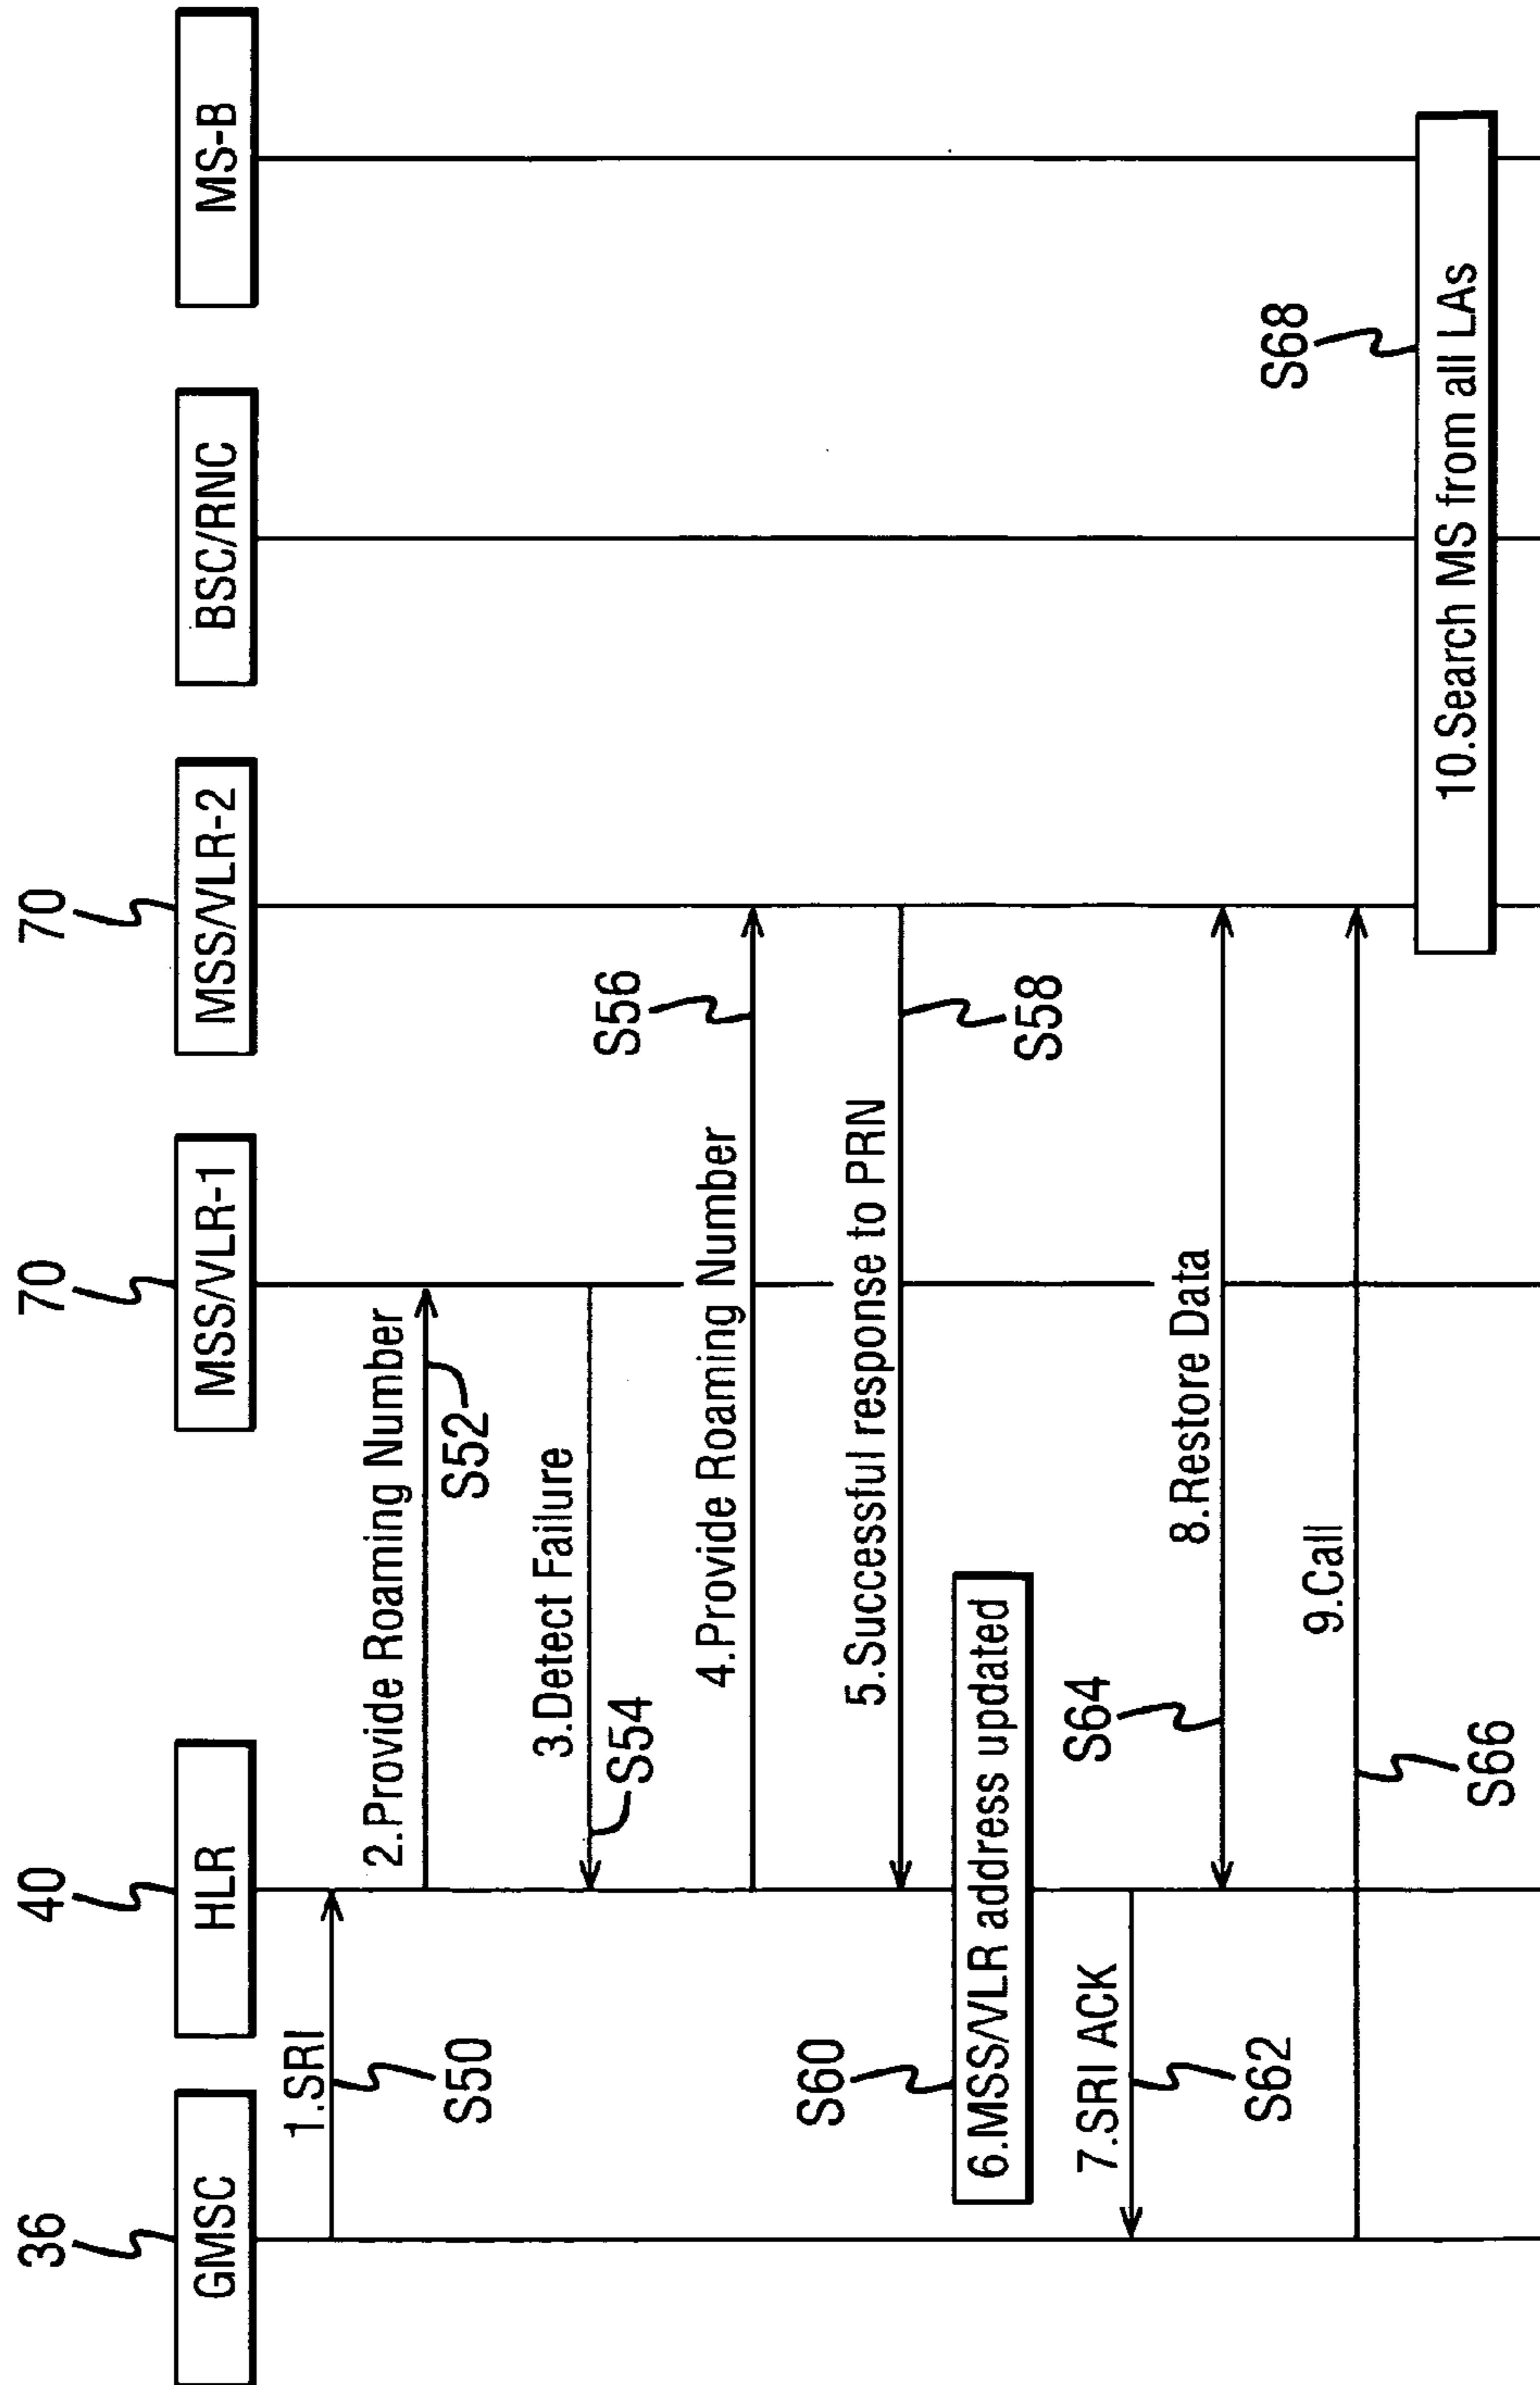 36
40
70
70
GMSC
HLR
MSS/VLR-1
MSS/VLR-2
BSC/RNC
MS-B
1.SRI
S50
2.Provide Roaming Number
S52
3.Detect Failure
S54
4.Provide Roaming Number
S56
5.Successful response to PRN
S58
S60
6.MSS/VLR address updated
7.SRI ACK
S62
S64
8.Restore Data
9.Call
S66
S68
10.Search MS from all LAs